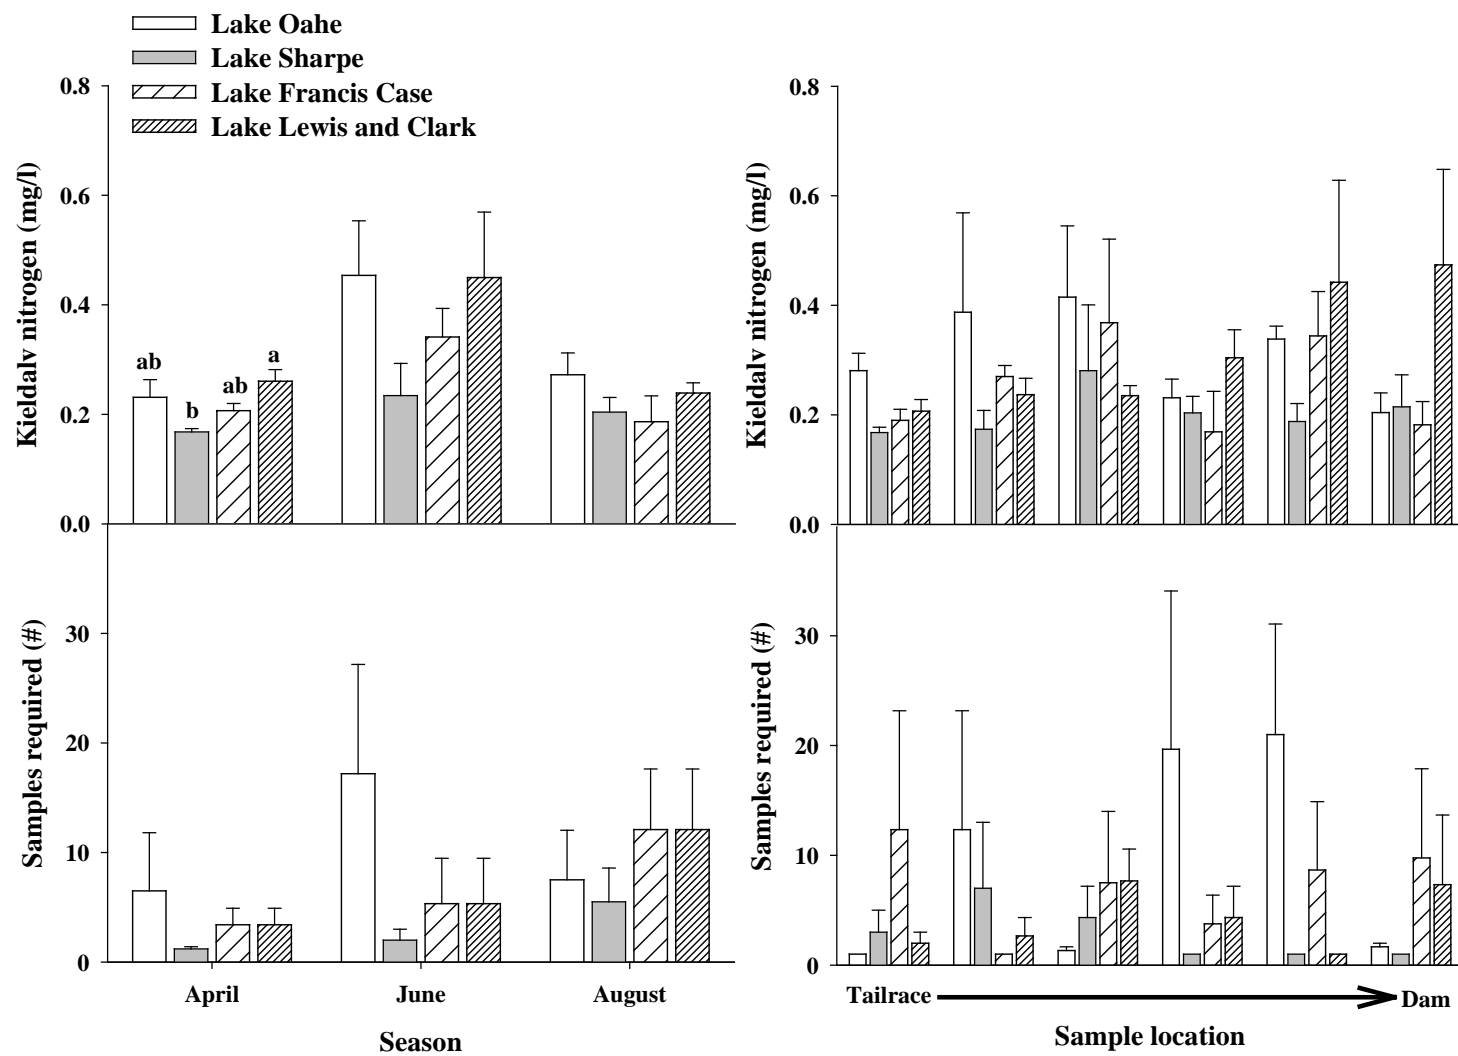 Lake Oahe
Lake Sharpe
Lake Francis Case
Lake Lewis and Clark
0.8
0.6
0.4
0.2
0.0
Kieldalv nitrogen (mg/l)
ab
b
ab
a
0.8
0.6
0.4
0.2
0.0
Kieldalv nitrogen (mg/l)
30
20
10
0
Samples required (#)
April
June
August
Season
30
20
10
0
Samples required (#)
Tailrace
Dam
Sample location